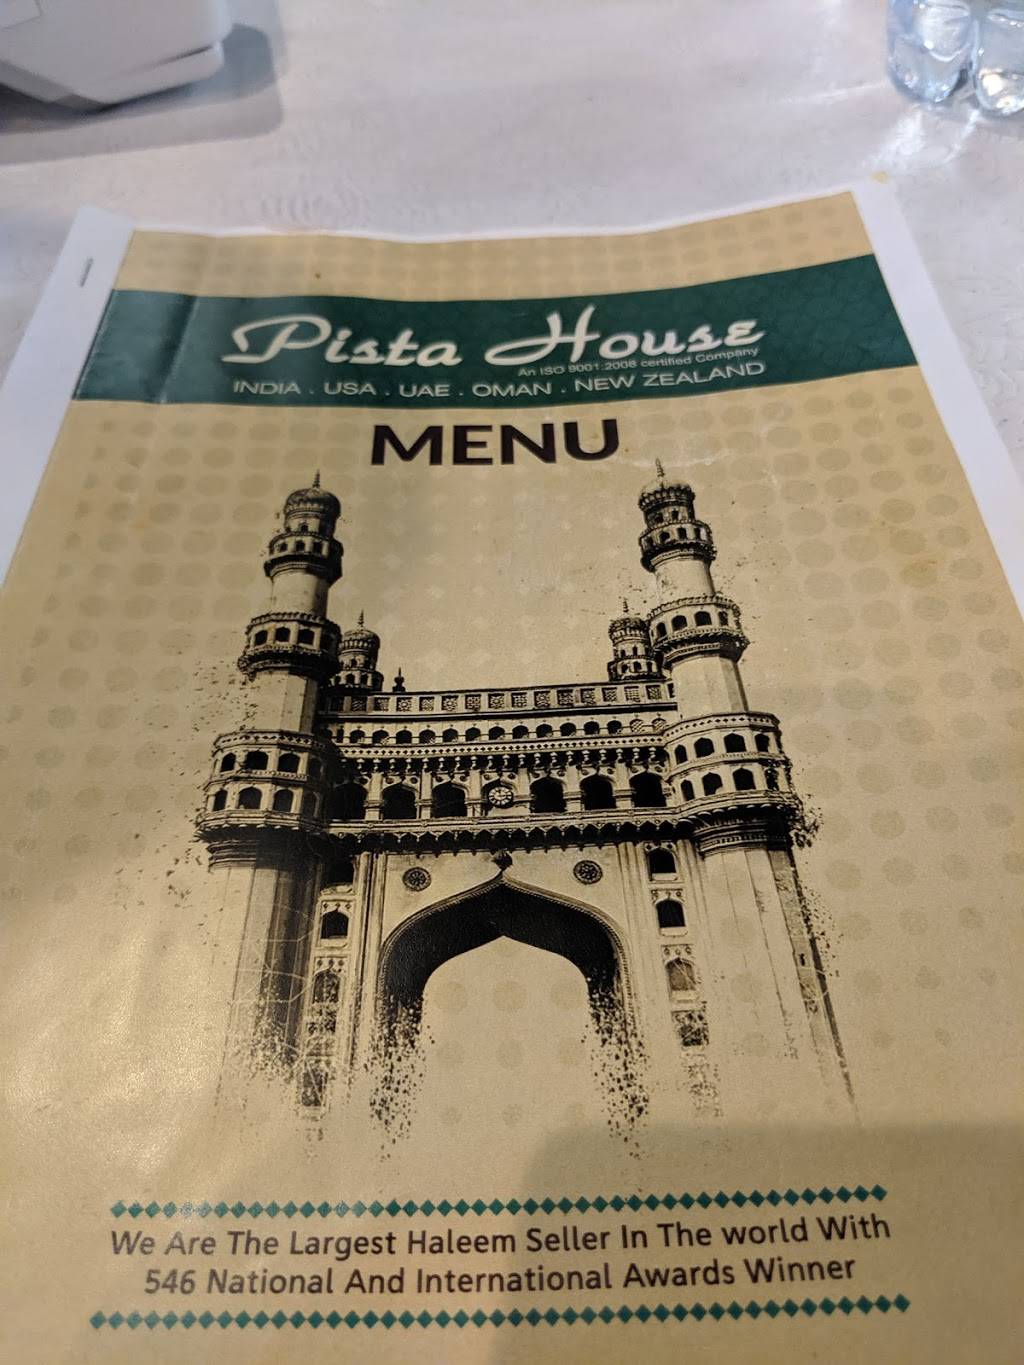 Pista House
An ISO 9001:2008 certified Company
INDIA . USA . UAE . OMAN . NEW ZEALAND
MENU
We Are The Largest Haleem Seller In The world With
546 National And International Awards Winner